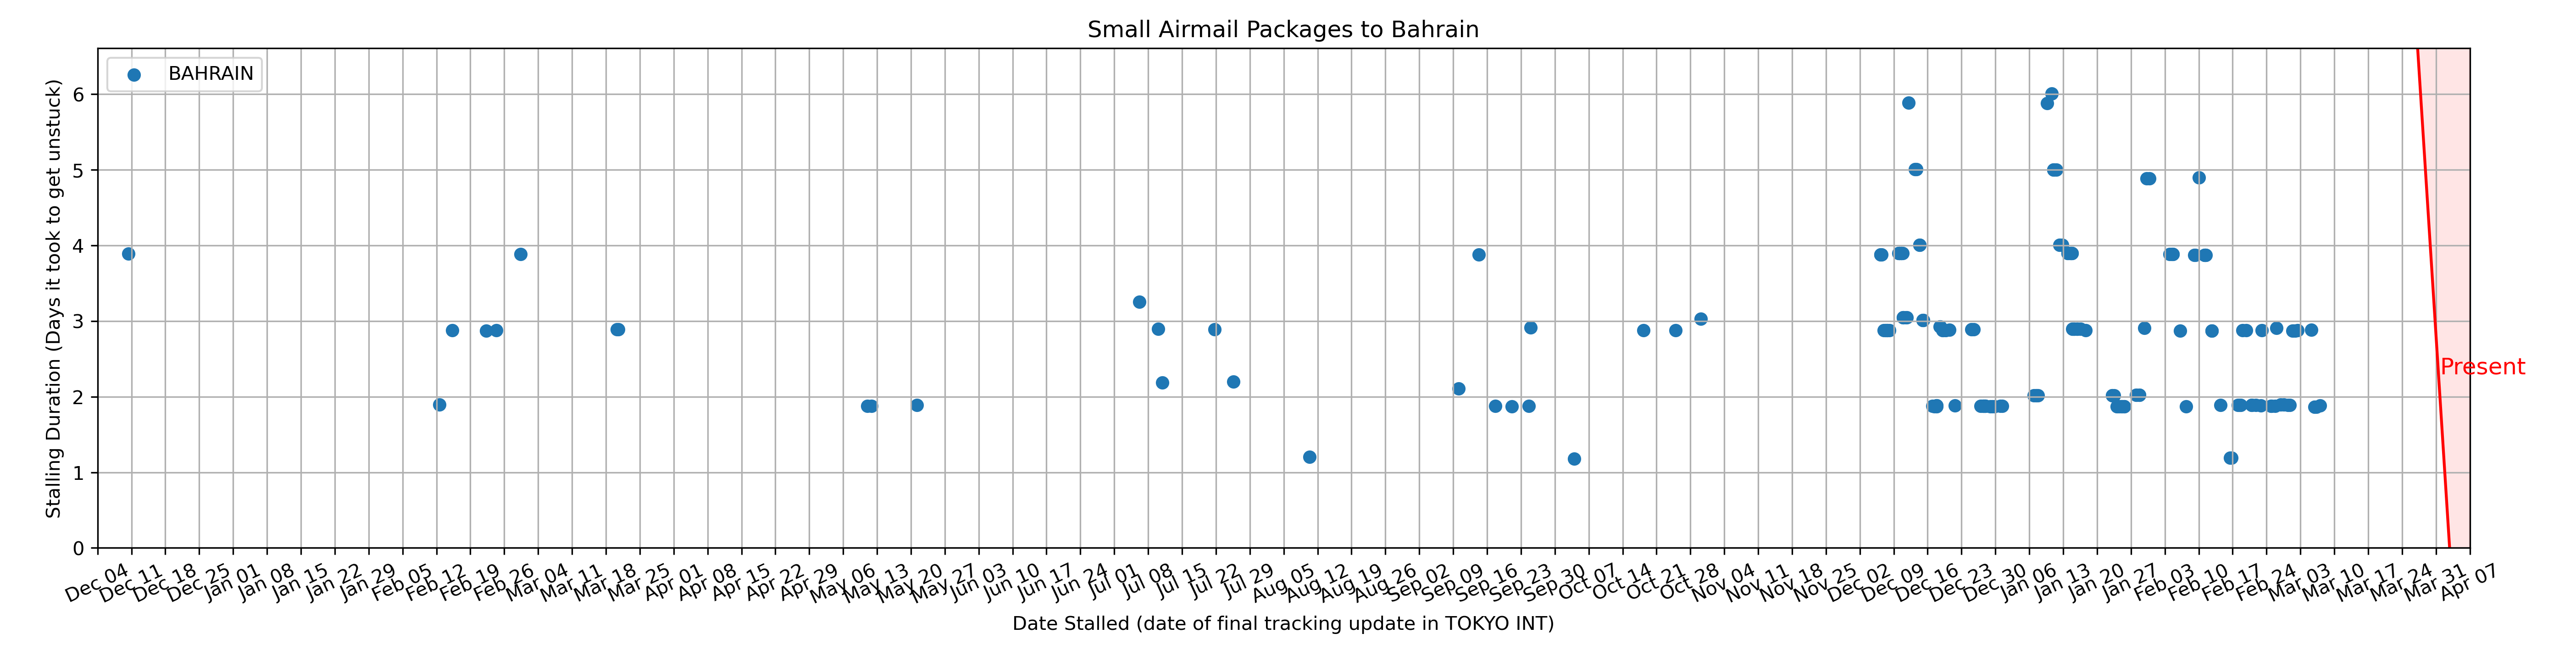 Small Airmail Packages to Bahrain
BAHRAIN
Stalling Duration (Days it took to get unstuck)
6
5
4
3
2
1
0
Present
Dec 04 Dec 11 Dec 18 Dec 25 Jan 01 Jan 08 Jan 15 Jan 22 Jan 29 Feb 05 Feb 12 Feb 19 Feb 26 Mar 04 Mar 11 Mar 18 Mar 25 Apr 01 Apr 08 Apr 15 Apr 22 Apr 29 May 06 May 13 May 20 May 27 Jun 03 Jun 10 Jun 17 Jun 24 Jul 01 Jul 08 Jul 15 Jul 22 Jul 29 Aug 05 Aug 12 Aug 19 Aug 26 Sep 02 Sep 09 Sep 16 Sep 23 Sep 30 Oct 07 Oct 14 Oct 21 Oct 28 Nov 04 Nov 11 Nov 18 Nov 25 Dec 02 Dec 09 Dec 16 Dec 23 Dec 30 Jan 06 Jan 13 Jan 20 Jan 27 Feb 03 Feb 10 Feb 17 Feb 24 Mar 03 Mar 10 Mar 17 Mar 24 Mar 31 Apr 07
Date Stalled (date of final tracking update in TOKYO INT)